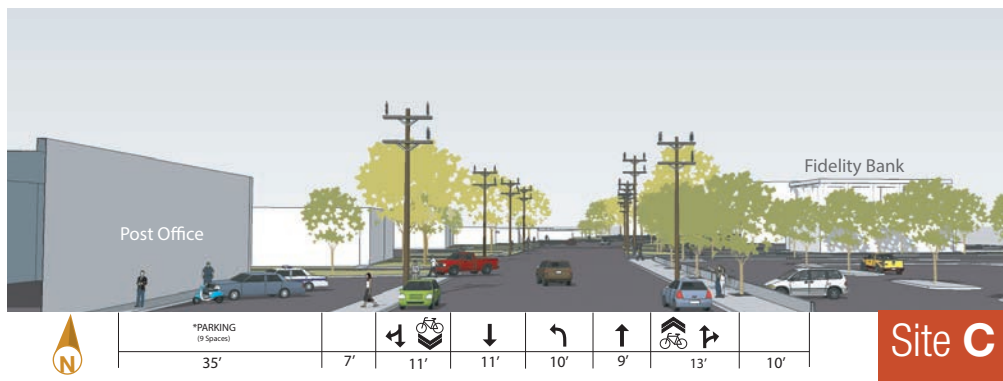 Fidelity Bank
Post Office
*PARKING
(9 Spaces)
35’ 7’ 11’ 11’ 10’ 9’ 13’ 10’
N
Site C